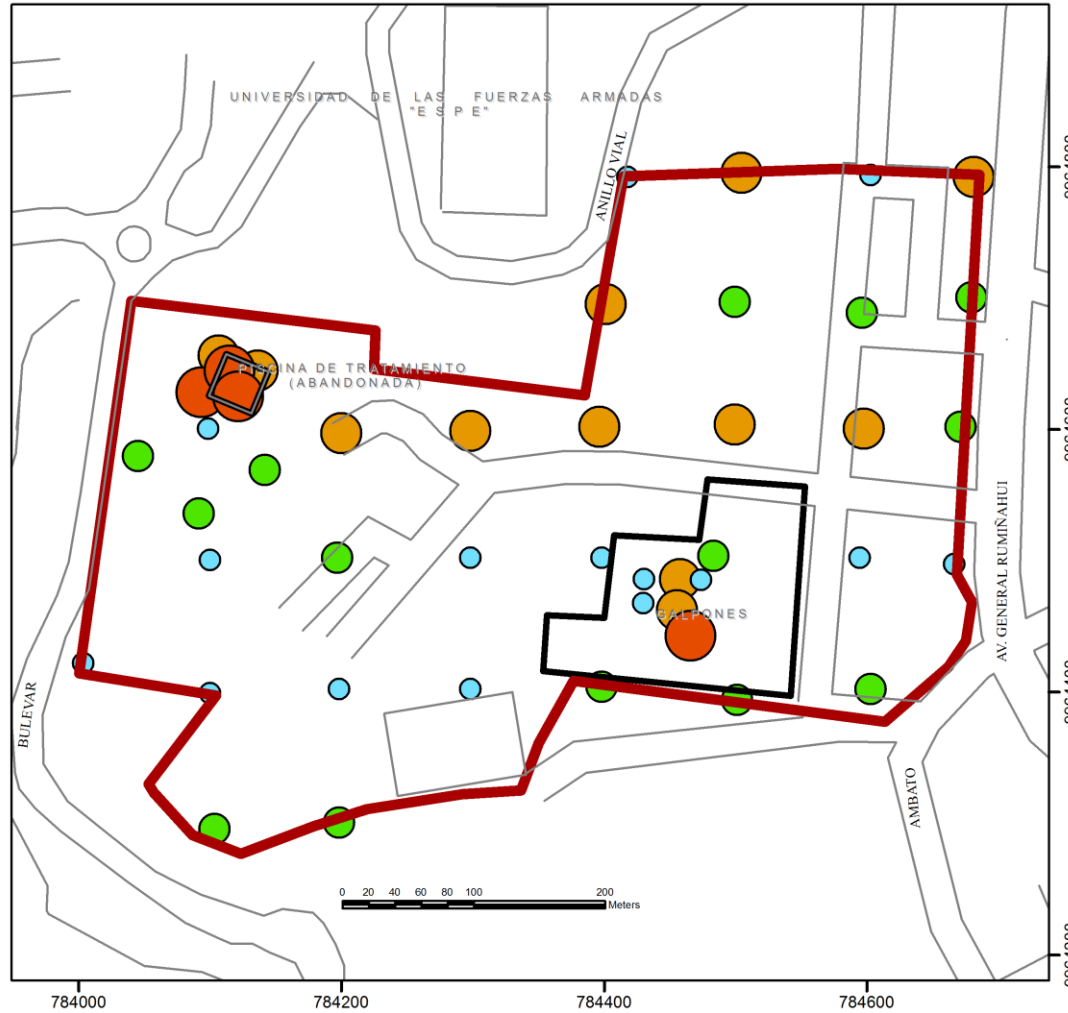 UNIVERSIDAD DE LAS FUERZAS ARMADAS
"E S P E"
ANILLO VIAL
PISCINA DE TRATAMIENTO
(ABANDONADA)
GALPONES
AV. GENERAL RUMIÑAHUI
BULEVAR
AMBATO
0 20 40 60 80 100 200
Meters
784000 784200 784400 784600